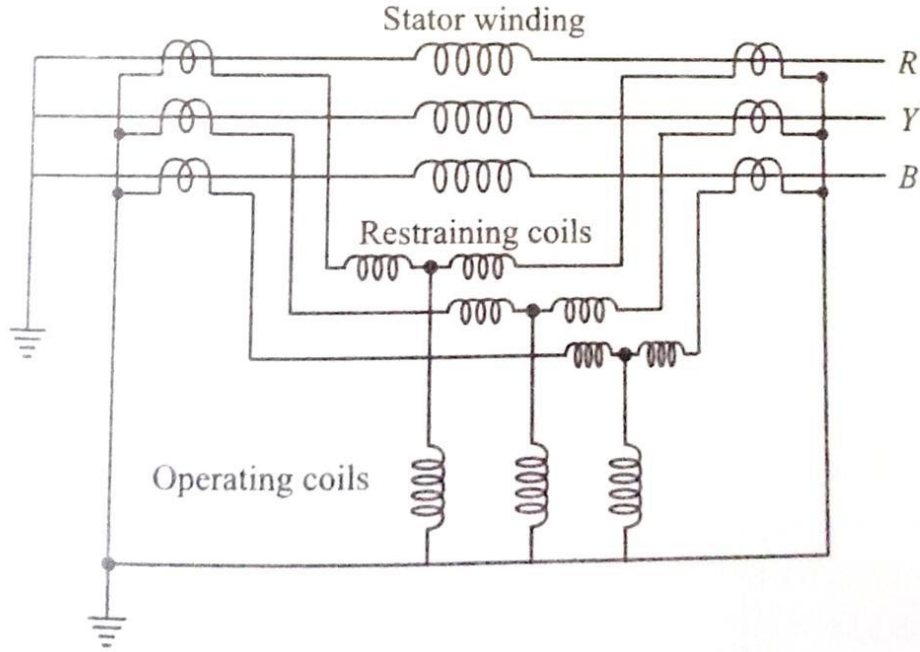 Stator winding
R
Y
B
Restraining coils
Operating coils